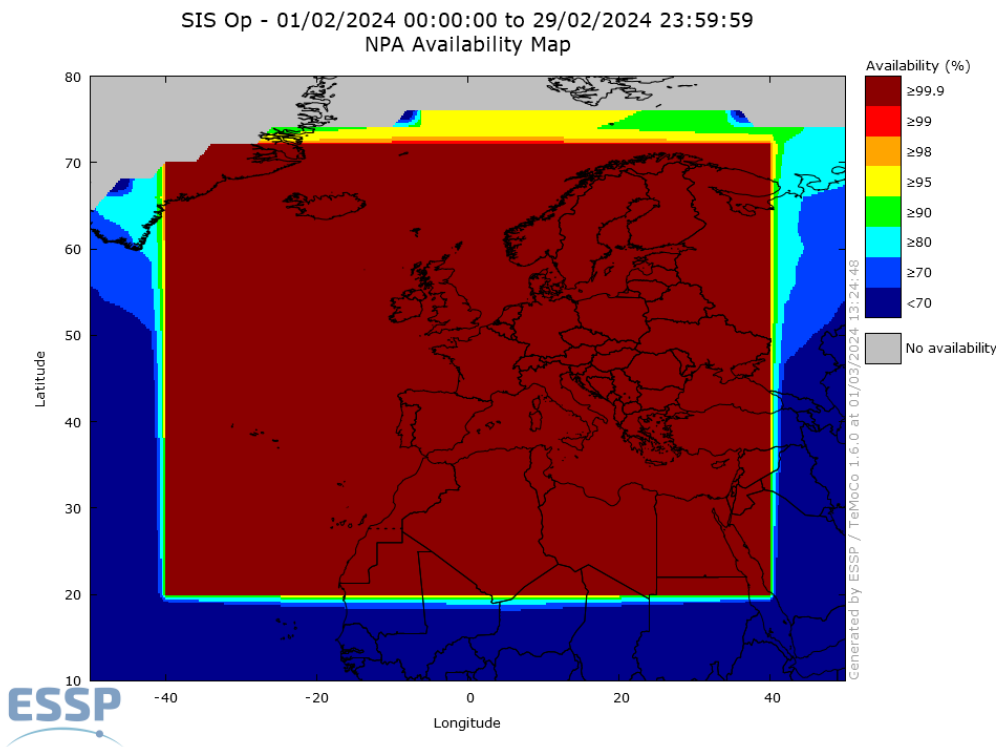 SIS Op - 01/02/2024 00:00:00 to 29/02/2024 23:59:59
NPA Availability Map
Availability (%)
≥99.9
≥99
≥98
≥95
≥90
≥80
≥70
<70
No availability
80
70
60
50
40
30
20
10
Latitude
-40
-20
0
20
40
Longitude
Generated by ESSP / TeMoCo 1.6.0 at 01/03/2024 13:24:48
ESSP